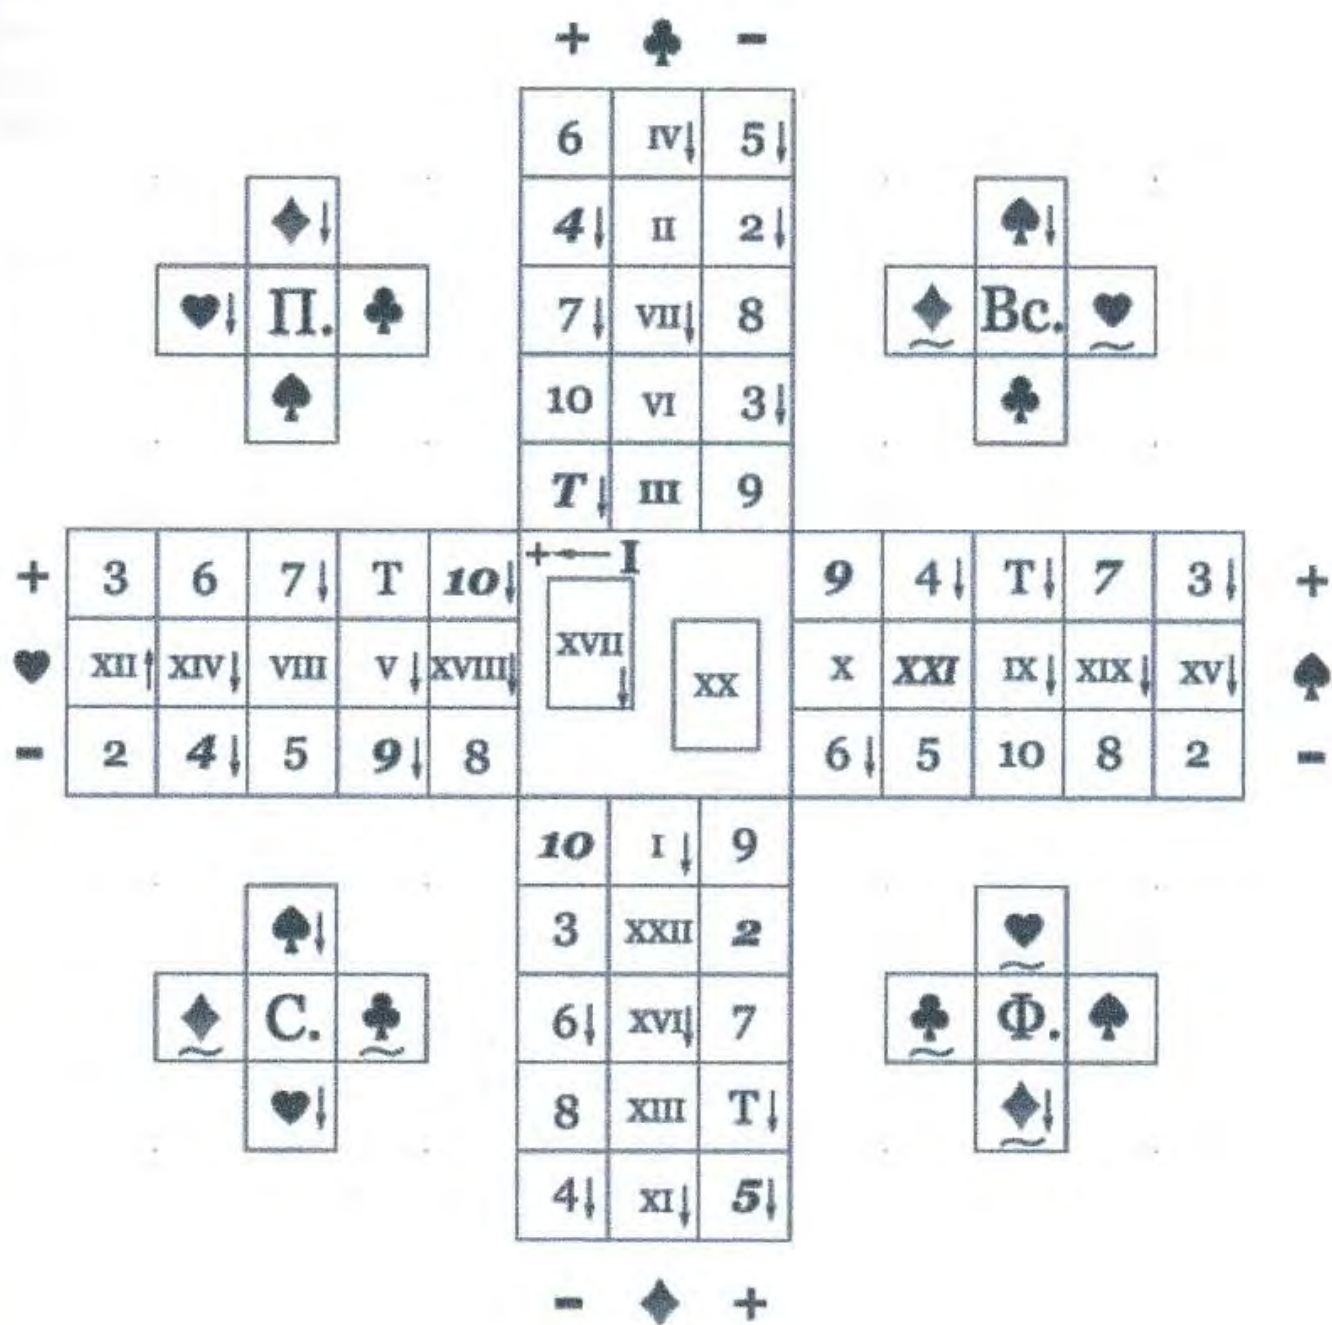 + ♣ −
6 IV↓ 5↓
♦↓ 4↓ II 2↓ ♠↓
♥↓ П. ♣ 7↓ VII↓ 8 ♦ Вс. ♥
♠ 10 VI 3↓ ♣
T↓ III 9
+ 3 6 7↓ T 10↓ +← I 9 4↓ T↓ 7 3↓ +
♥ XII↑ XIV↓ VIII V↓ XVIII↓ XVII↓ XX X XXI IX↓ XIX↓ XV↓ ♠
− 2 4↓ 5 9↓ 8 6↓ 5 10 8 2 −
10 I↓ 9
♠↓ 3 XXII 2 ♥
♦ С. ♣ 6↓ XVI↓ 7 ♣ Ф. ♠
♥↓ 8 XIII T↓ ♦↓
4↓ XI↓ 5↓
− ♦ +